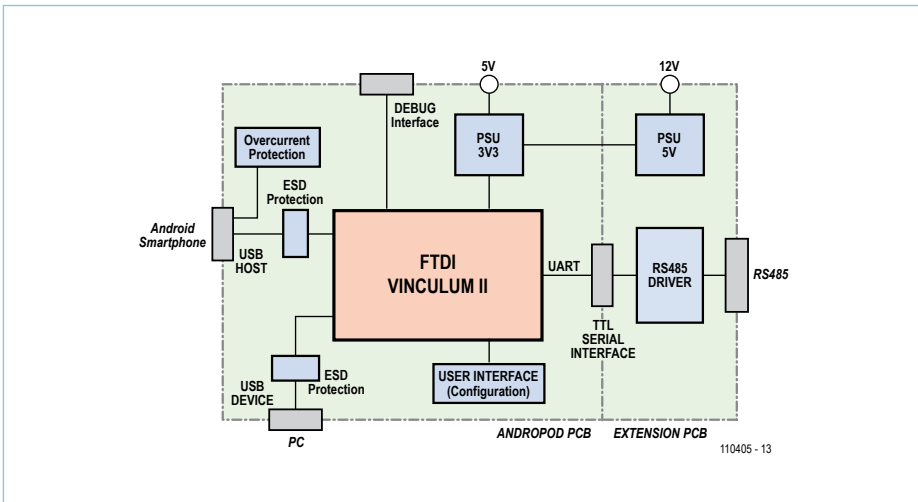 5V
12V
DEBUG
Interface
PSU
3V3
PSU
5V
Overcurrent
Protection
ESD
Protection
Android
Smartphone
USB
HOST
FTDI
VINCULUM II
UART
RS485
DRIVER
RS485
TTL
SERIAL
INTERFACE
ESD
Protection
USB
DEVICE
USER INTERFACE
(Configuration)
PC
ANDROPOD PCB
EXTENSION PCB
110405 - 13